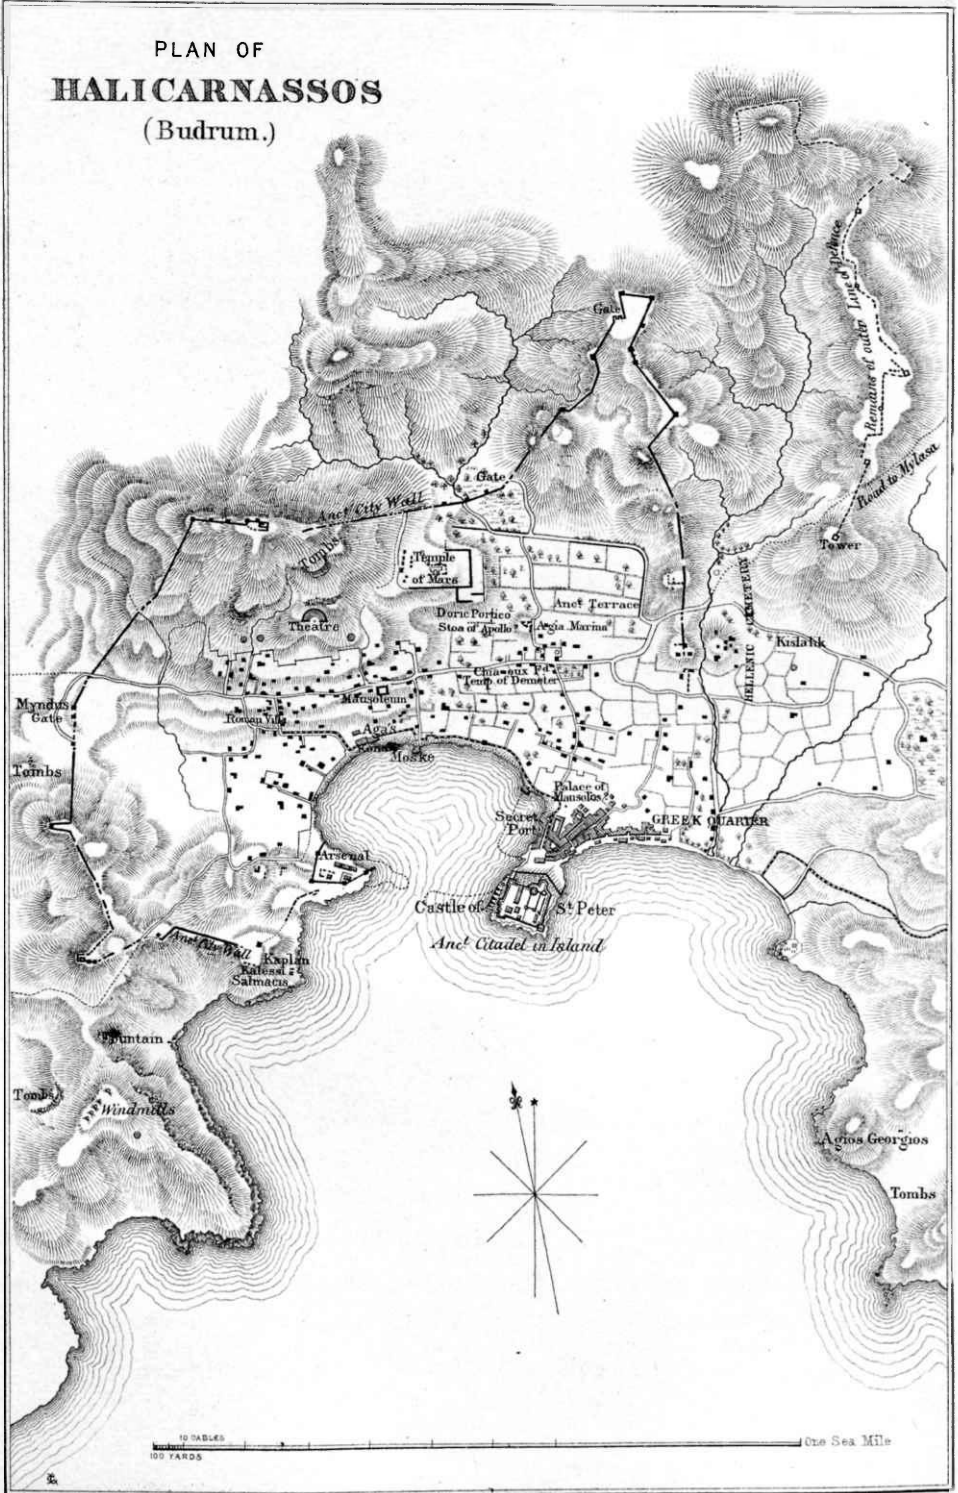 PLAN OF
HALICARNASSOS
(Budrum.)
Gate
Remains of outer Line of Defence
Road to Mylasa
Gate
Anct. City Wall
Tombs
Temple
of Mars
Tower
Theatre
Doric Portico
Stoa of Apollo?
Agia Marina
Anct. Terrace
HELLENIC CEMETERY
Kislalik
Temp. of Demeter
Mausoleum
Myndus
Gate
Roman Villa
Aga's
Konak
Moske
Tombs
Palace of
Mausolos?
Secret
Port
GREEK QUARTER
Arsenal
Castle of St. Peter
Anct. Citadel in Island
Anct. City Wall
Kaplan
Kalessi
Salmacis
Fountain
Tombs
Windmills
Agios Georgios
Tombs
10 CABLES
100 YARDS
One Sea Mile